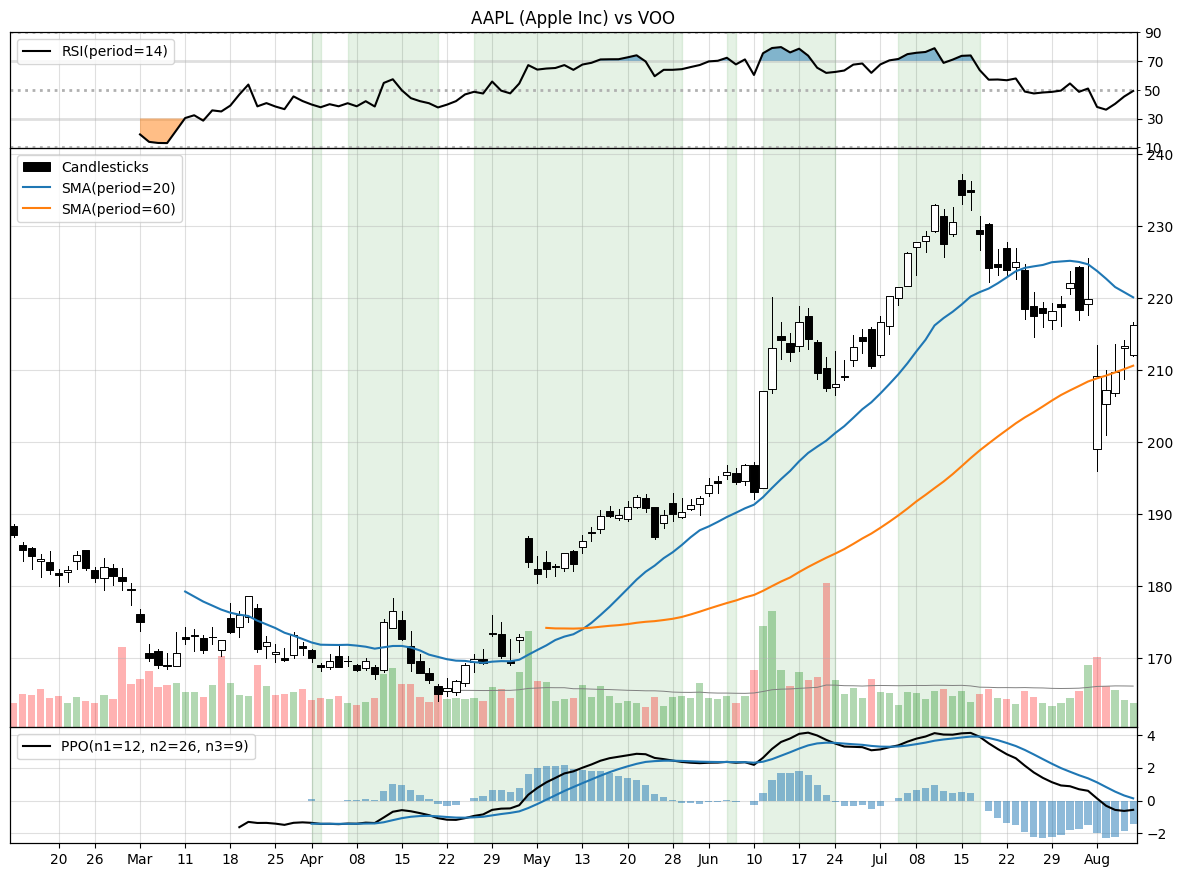 AAPL (Apple Inc) vs VOO
RSI(period=14)
90
70
50
30
10
Candlesticks
SMA(period=20)
SMA(period=60)
240
230
220
210
200
190
180
170
PPO(n1=12, n2=26, n3=9)
4
2
0
−2
20 26 Mar 11 18 25 Apr 08 15 22 29 May 13 20 28 Jun 10 17 24 Jul 08 15 22 29 Aug